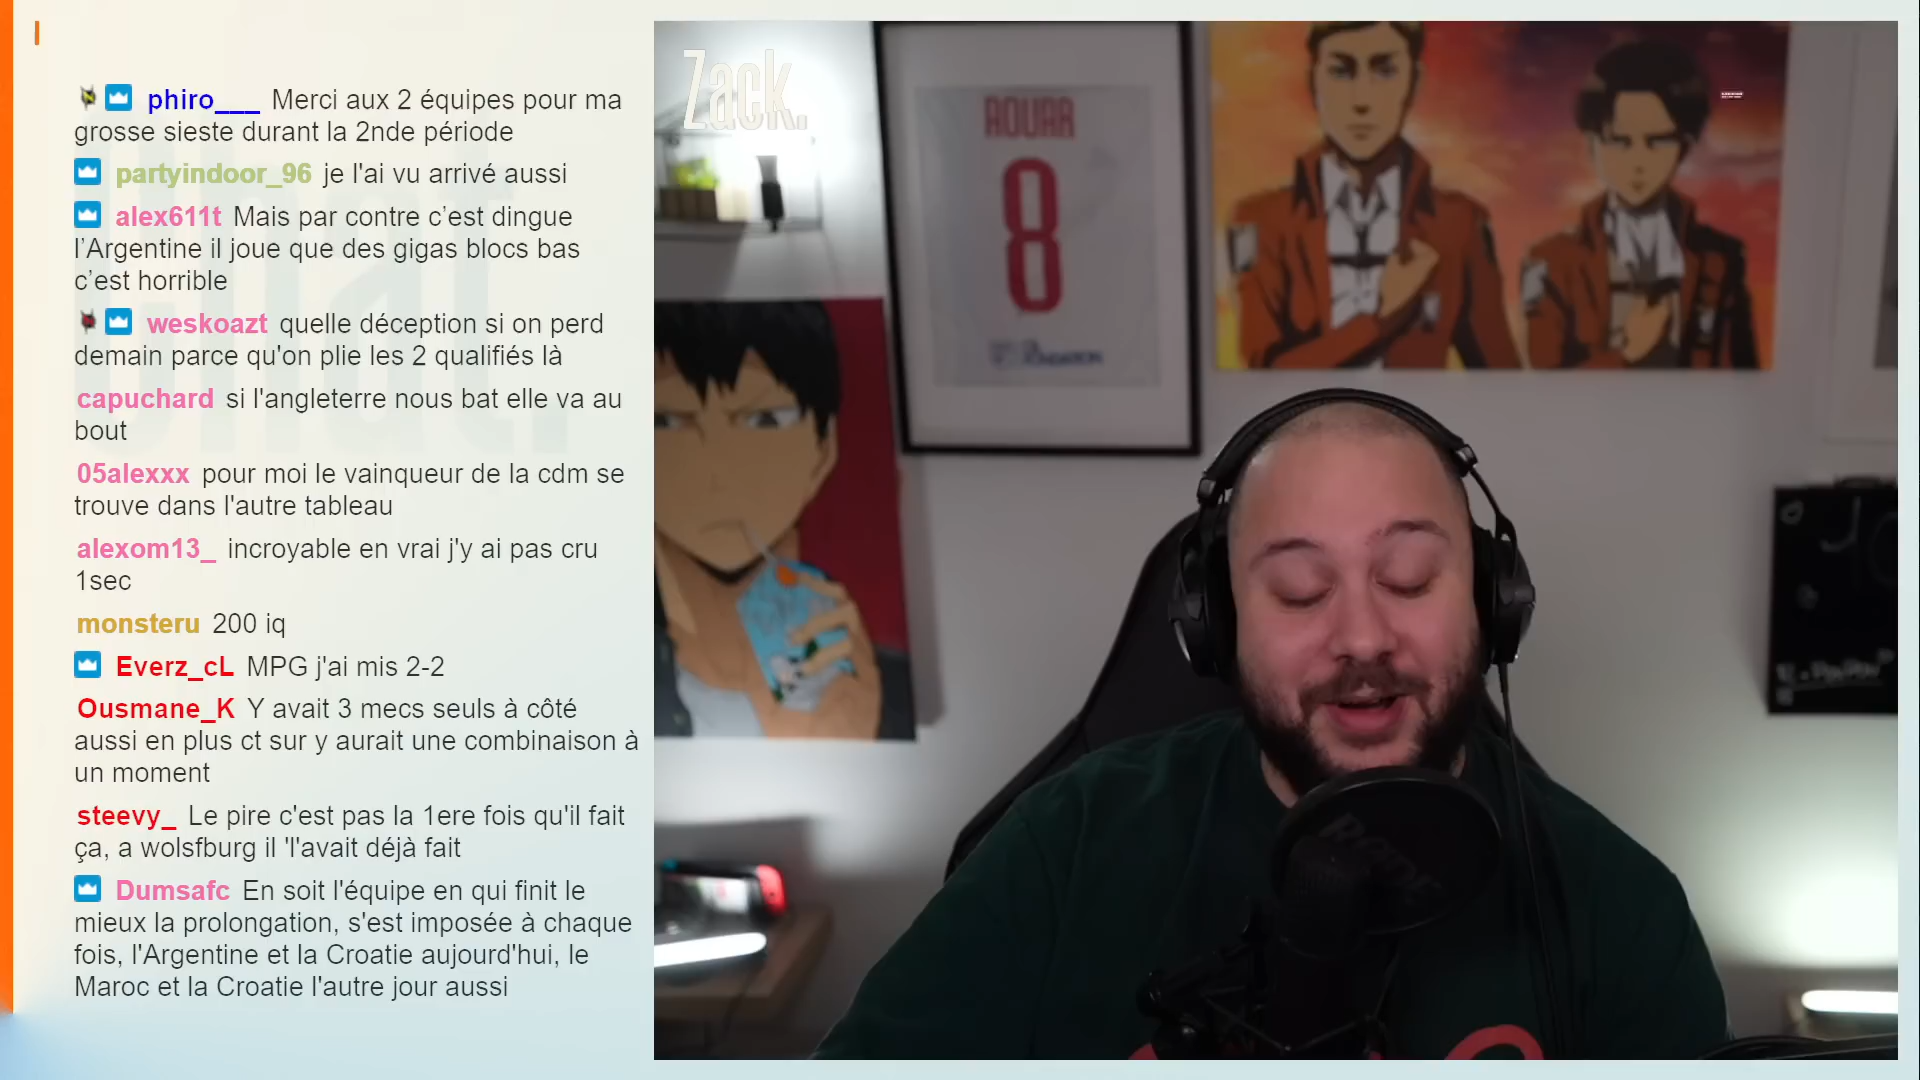 phiro___ Merci aux 2 équipes pour ma
grosse sieste durant la 2nde période
partyindoor_96 je l'ai vu arrivé aussi
alex611t Mais par contre c’est dingue
l’Argentine il joue que des gigas blocs bas
c’est horrible
weskoazt quelle déception si on perd
demain parce qu'on plie les 2 qualifiés là
capuchard si l'angleterre nous bat elle va au
bout
05alexxx pour moi le vainqueur de la cdm se
trouve dans l'autre tableau
alexom13_ incroyable en vrai j'y ai pas cru
1sec
monsteru 200 iq
Everz_cL MPG j'ai mis 2-2
Ousmane_K Y avait 3 mecs seuls à côté
aussi en plus ct sur y aurait une combinaison à
un moment
steevy_ Le pire c'est pas la 1ere fois qu'il fait
ça, a wolsfburg il 'l'avait déjà fait
Dumsafc En soit l'équipe en qui finit le
mieux la prolongation, s'est imposée à chaque
fois, l'Argentine et la Croatie aujourd'hui, le
Maroc et la Croatie l'autre jour aussi
Zack.
AOUAR
8
RODE